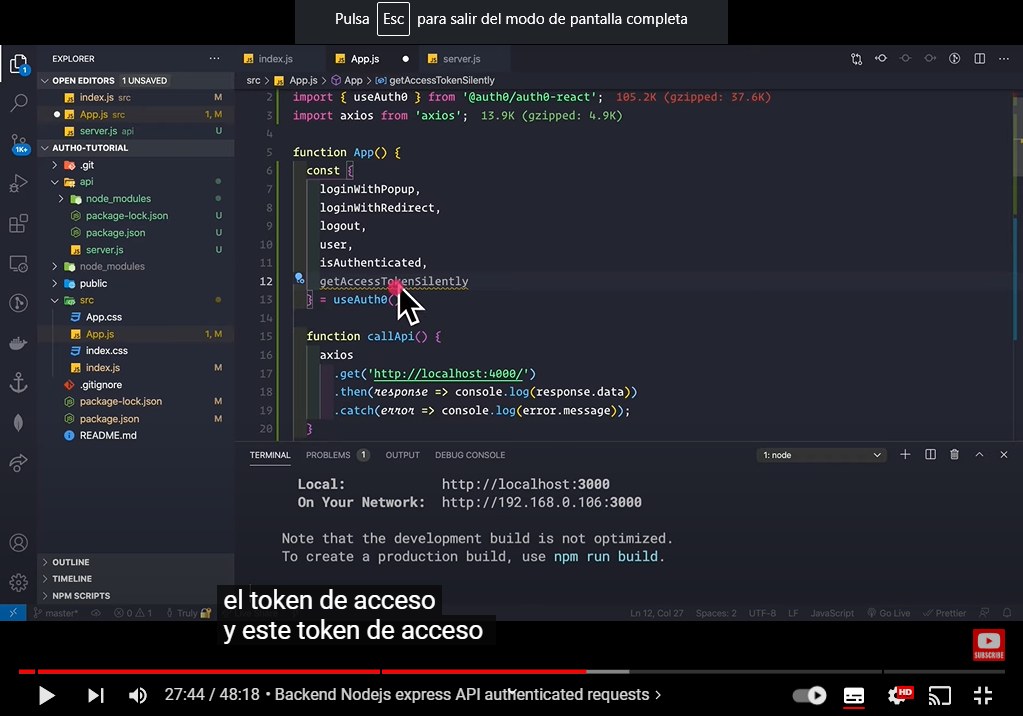 Pulsa Esc para salir del modo de pantalla completa
EXPLORER
index.js App.js server.js
OPEN EDITORS 1 UNSAVED
src > App.js > App > getAccessTokenSilently
index.js src M
App.js src 1, M
server.js api U
AUTH0-TUTORIAL
.git
api
node_modules
package-lock.json U
package.json U
server.js U
node_modules
public
src
App.css
App.js 1, M
index.css
index.js M
.gitignore
package-lock.json M
package.json M
README.md
OUTLINE
TIMELINE
NPM SCRIPTS
1
1K+
2 import { useAuth0 } from '@auth0/auth0-react'; 105.2K (gzipped: 37.6K)
3 import axios from 'axios'; 13.9K (gzipped: 4.9K)
4
5 function App() {
6 const {
7 loginWithPopup,
8 loginWithRedirect,
9 logout,
10 user,
11 isAuthenticated,
12 getAccessTokenSilently
13 } = useAuth0(
14
15 function callApi() {
16 axios
17 .get('http://localhost:4000/')
18 .then(response => console.log(response.data))
19 .catch(error => console.log(error.message));
20 }
TERMINAL PROBLEMS 1 OUTPUT DEBUG CONSOLE 1: node
Local: http://localhost:3000
On Your Network: http://192.168.0.106:3000
Note that the development build is not optimized.
To create a production build, use npm run build.
el token de acceso
y este token de acceso
master* 0 1 Truly Ln 12, Col 27 Spaces: 2 UTF-8 LF JavaScript Go Live Prettier
SUBSCRIBE
27:44 / 48:18 • Backend Nodejs express API authenticated requests >
HD